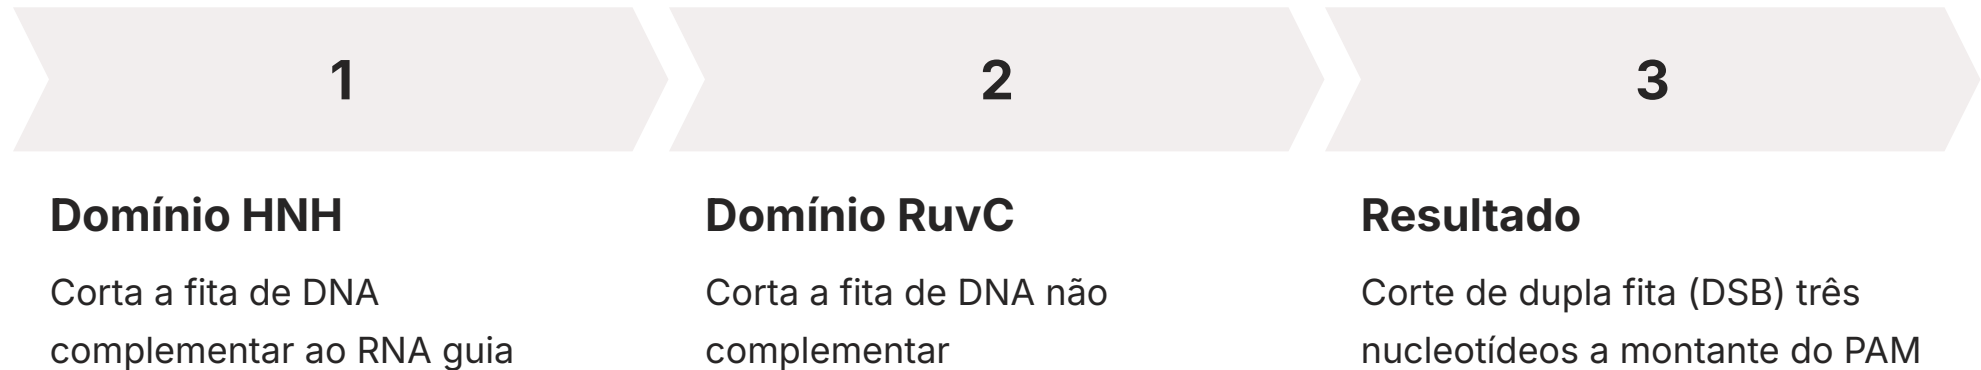 1
2
3
Domínio HNH
Corta a fita de DNA
complementar ao RNA guia
Domínio RuvC
Corta a fita de DNA não
complementar
Resultado
Corte de dupla fita (DSB) três
nucleotídeos a montante do PAM